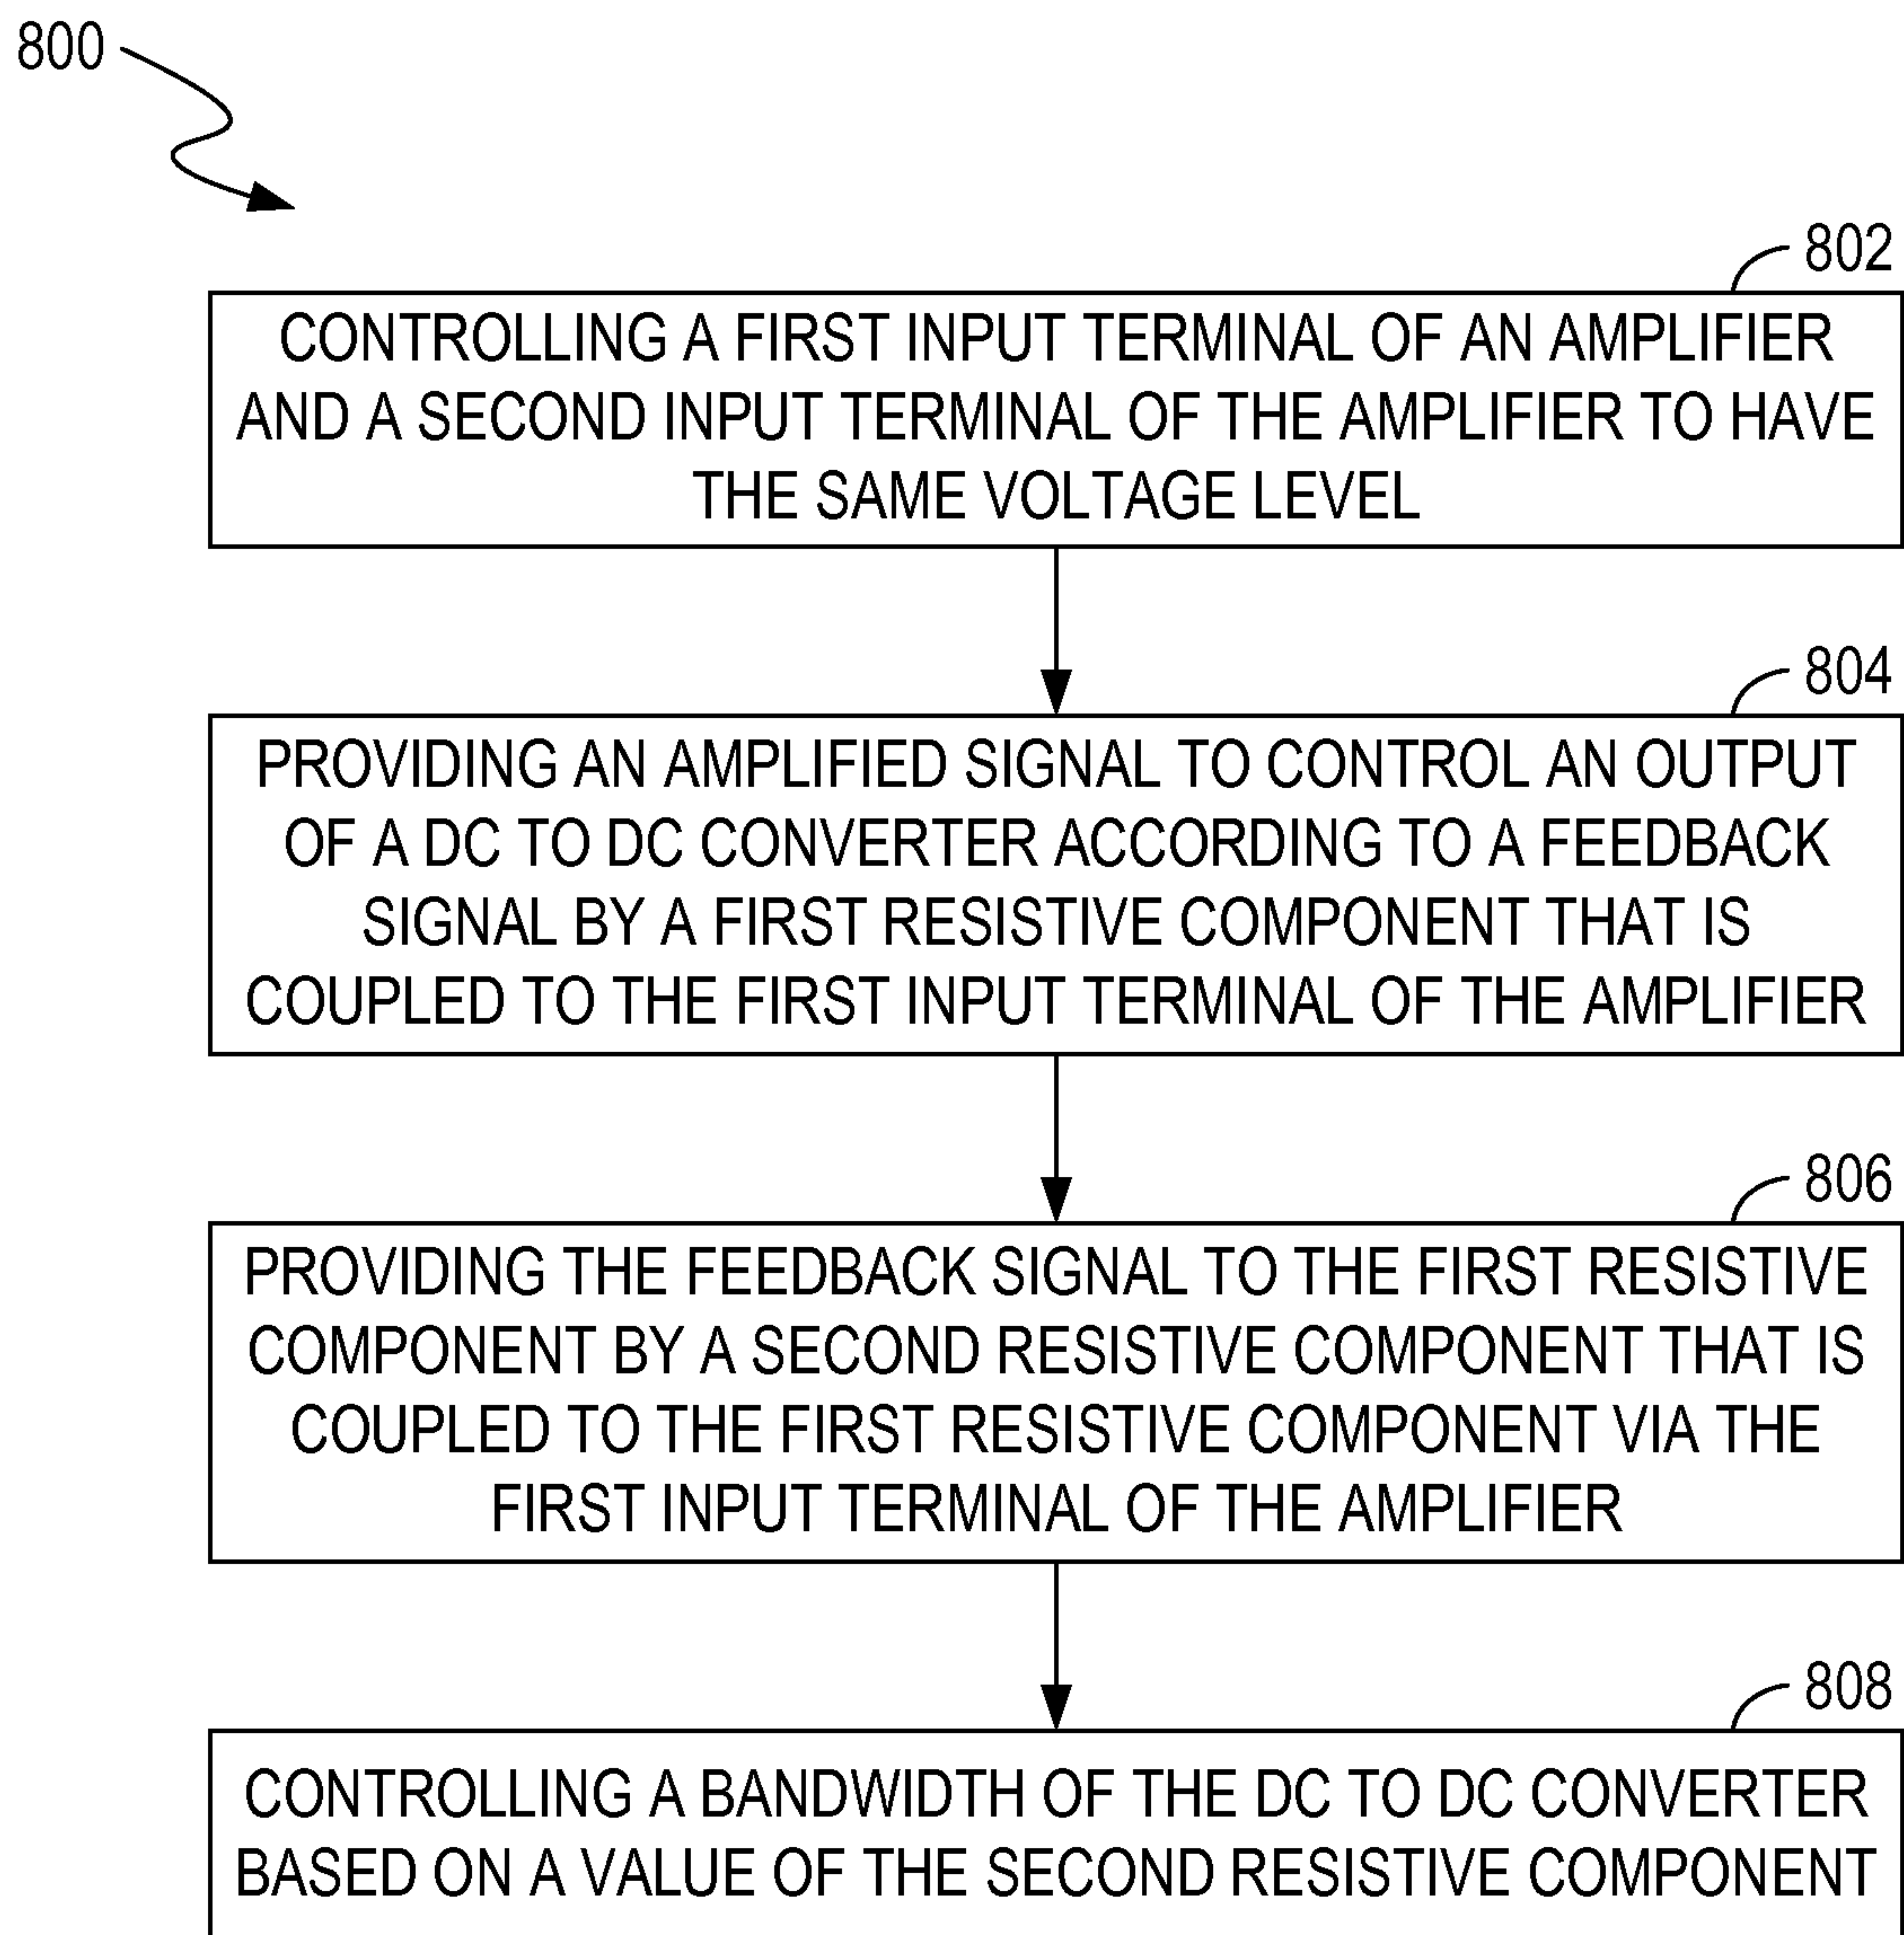 800
802
CONTROLLING A FIRST INPUT TERMINAL OF AN AMPLIFIER
AND A SECOND INPUT TERMINAL OF THE AMPLIFIER TO HAVE
THE SAME VOLTAGE LEVEL
804
PROVIDING AN AMPLIFIED SIGNAL TO CONTROL AN OUTPUT
OF A DC TO DC CONVERTER ACCORDING TO A FEEDBACK
SIGNAL BY A FIRST RESISTIVE COMPONENT THAT IS
COUPLED TO THE FIRST INPUT TERMINAL OF THE AMPLIFIER
806
PROVIDING THE FEEDBACK SIGNAL TO THE FIRST RESISTIVE
COMPONENT BY A SECOND RESISTIVE COMPONENT THAT IS
COUPLED TO THE FIRST RESISTIVE COMPONENT VIA THE
FIRST INPUT TERMINAL OF THE AMPLIFIER
808
CONTROLLING A BANDWIDTH OF THE DC TO DC CONVERTER
BASED ON A VALUE OF THE SECOND RESISTIVE COMPONENT